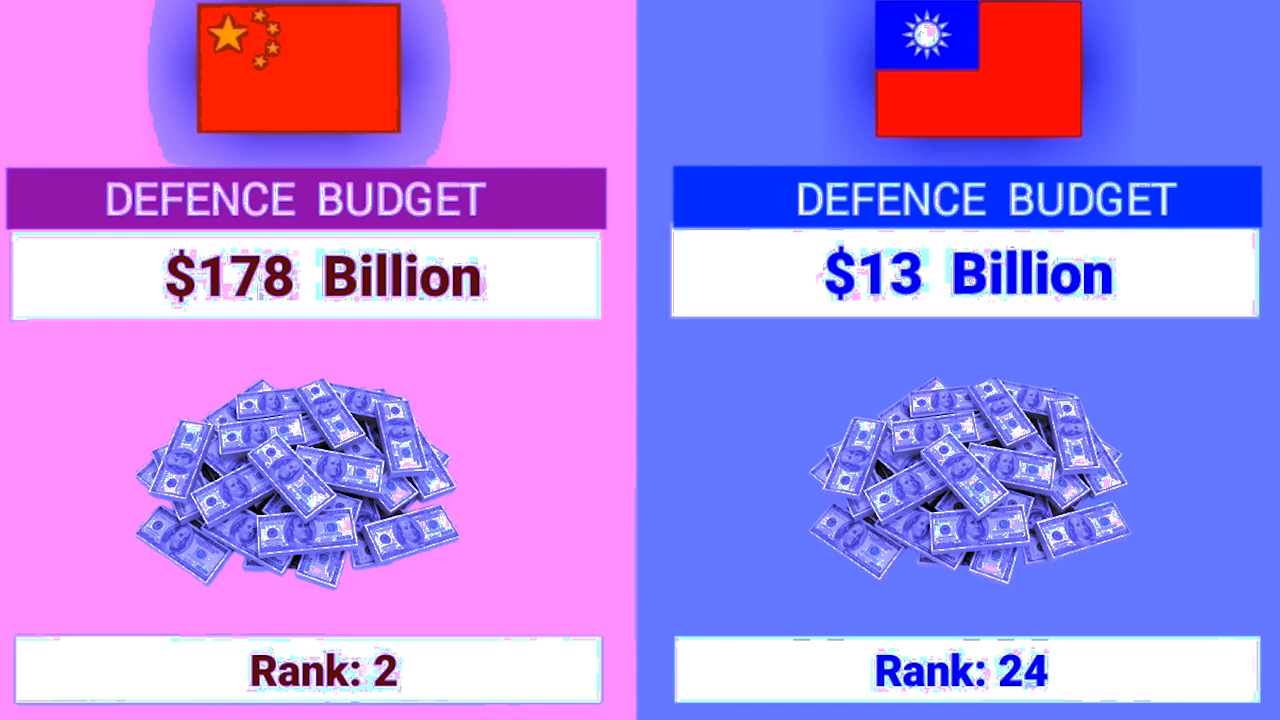 DEFENCE BUDGET
$178 Billion
Rank: 2
DEFENCE BUDGET
$13 Billion
Rank: 24